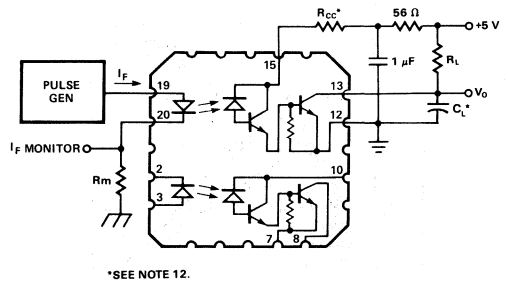 RCC*
56 Ω
+5 V
15
1 μF
RL
PULSE
GEN
IF
19
13
VO
20
12
CL*
IF MONITOR
Rm
2
10
3
7
8
*SEE NOTE 12.